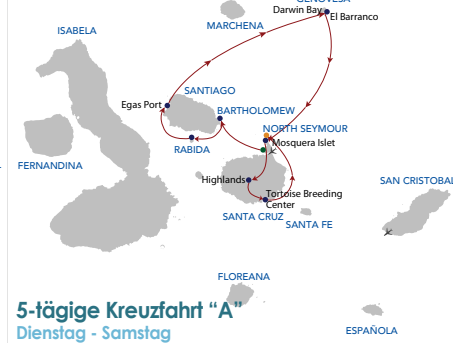 GENOVESA
Darwin Bay
El Barranco
MARCHENA
ISABELA
SANTIAGO
Egas Port
BARTHOLOMEW
NORTH SEYMOUR
Mosquera Islet
RABIDA
FERNANDINA
Highlands
Tortoise Breeding
Center
SAN CRISTOBAL
SANTA CRUZ
SANTA FE
FLOREANA
ESPAÑOLA
5-tägige Kreuzfahrt “A”
Dienstag - Samstag